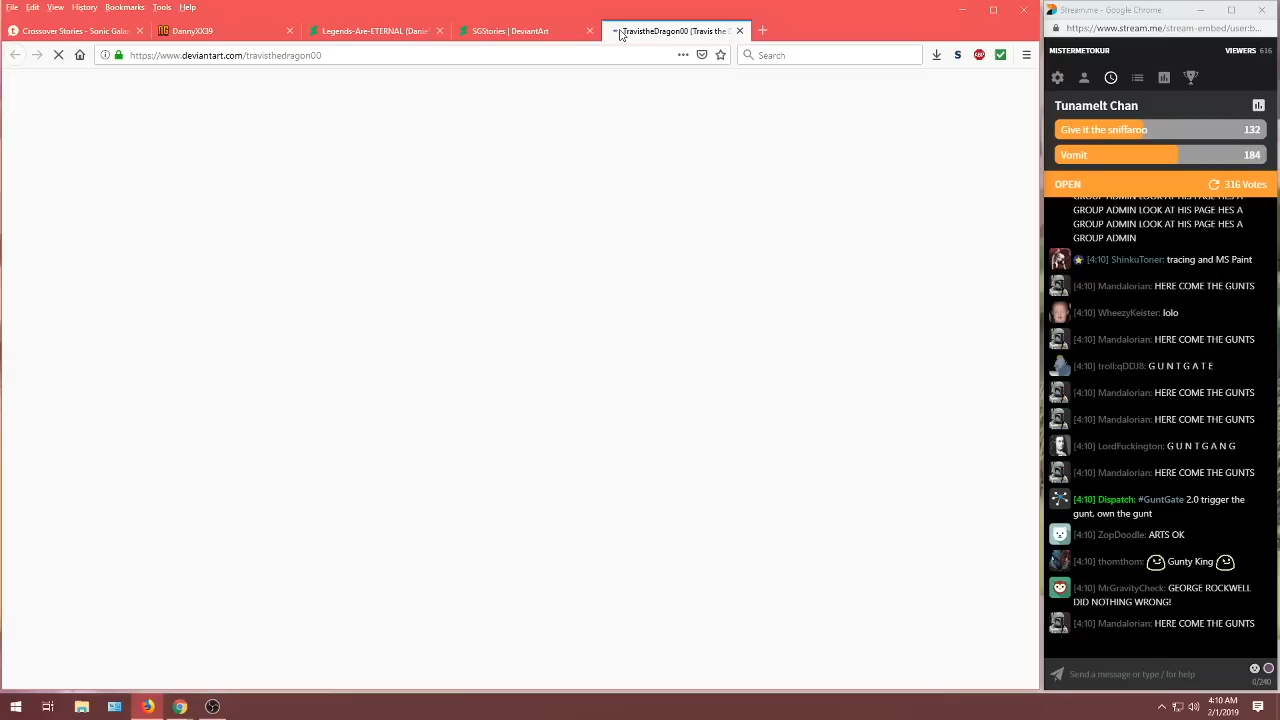 File Edit View History Bookmarks Tools Help
Stream.me - Google Chrome
Crossover Stories - Sonic Gala
DannyXX39
Legends-Are-ETERNAL (Daniel
SGStories | DeviantArt
TravistheDragon00 (Travis the D
https://www.stream.me/stream-embed/user:b
https://www.deviantart.com/travisthedragon00
Search
MISTERMETOKUR
VIEWERS 616
Tunamelt Chan
Give it the sniffaroo 132
Vomit 184
OPEN
316 Votes
GROUP ADMIN LOOK AT HIS PAGE HES A
GROUP ADMIN LOOK AT HIS PAGE HES A
GROUP ADMIN LOOK AT HIS PAGE HES A
GROUP ADMIN
[4:10] ShinkuToner: tracing and MS Paint
[4:10] Mandalorian: HERE COME THE GUNTS
[4:10] WheezyKeister: lolo
[4:10] Mandalorian: HERE COME THE GUNTS
[4:10] troll:qDDJ8: G U N T G A T E
[4:10] Mandalorian: HERE COME THE GUNTS
[4:10] Mandalorian: HERE COME THE GUNTS
[4:10] LordFuckington: G U N T G A N G
[4:10] Mandalorian: HERE COME THE GUNTS
[4:10] Dispatch: #GuntGate 2.0 trigger the
gunt, own the gunt
[4:10] ZopDoodle: ARTS OK
[4:10] thomthom: Gunty King
[4:10] MrGravityCheck: GEORGE ROCKWELL
DID NOTHING WRONG!
[4:10] Mandalorian: HERE COME THE GUNTS
Send a message or type / for help
0/240
4:10 AM
2/1/2019